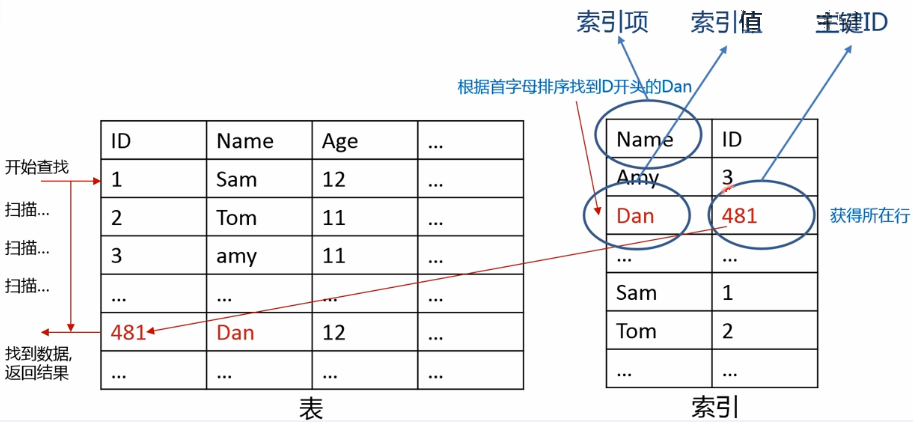 索引项 索引值 主键ID
根据首字母排序找到D开头的Dan
开始查找
扫描...
扫描...
扫描...
找到数据,
返回结果
ID Name Age ...
1 Sam 12 ...
2 Tom 11 ...
3 amy 11 ...
... ... ... ...
481 Dan 12 ...
... ... ... ...
表
Name ID
Amy 3
Dan 481
... ...
Sam 1
Tom 2
... ...
获得所在行
索引